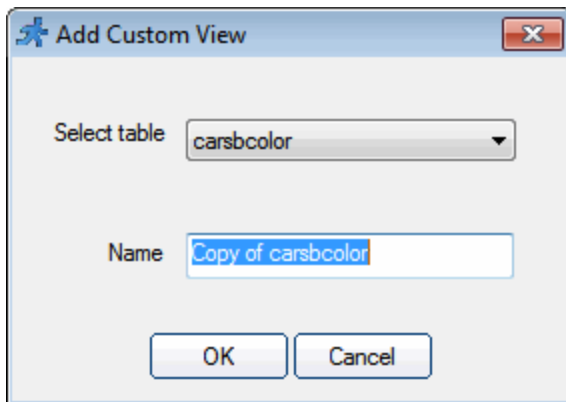 Add Custom View
Select table
carsbcolor
Name
Copy of carsbcolor
OK
Cancel